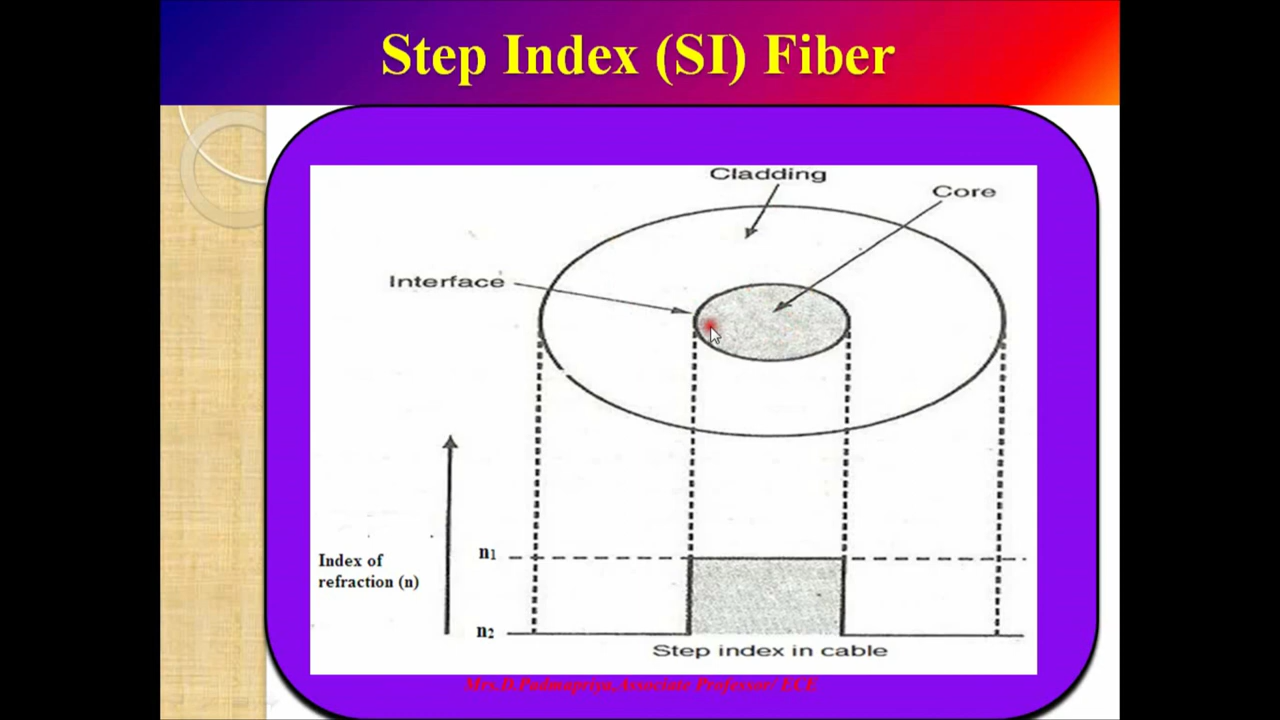 Step Index (SI) Fiber
Cladding
Core
Interface
n1
Index of
refraction (n)
n2
Step index in cable
Mrs.D.Padmapriya,Associate Professor/ ECE